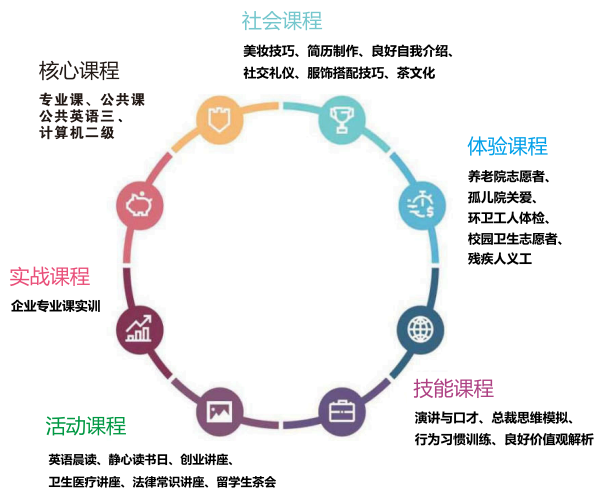 社会课程
美妆技巧、简历制作、良好自我介绍、
社交礼仪、服饰搭配技巧、茶文化
核心课程
专业课、公共课
公共英语三、
计算机二级
体验课程
养老院志愿者、
孤儿院关爱、
环卫工人体检、
校园卫生志愿者、
残疾人义工
实战课程
企业专业课实训
技能课程
演讲与口才、总裁思维模拟、
行为习惯训练、良好价值观解析
活动课程
英语晨读、静心读书日、创业讲座、
卫生医疗讲座、法律常识讲座、留学生茶会